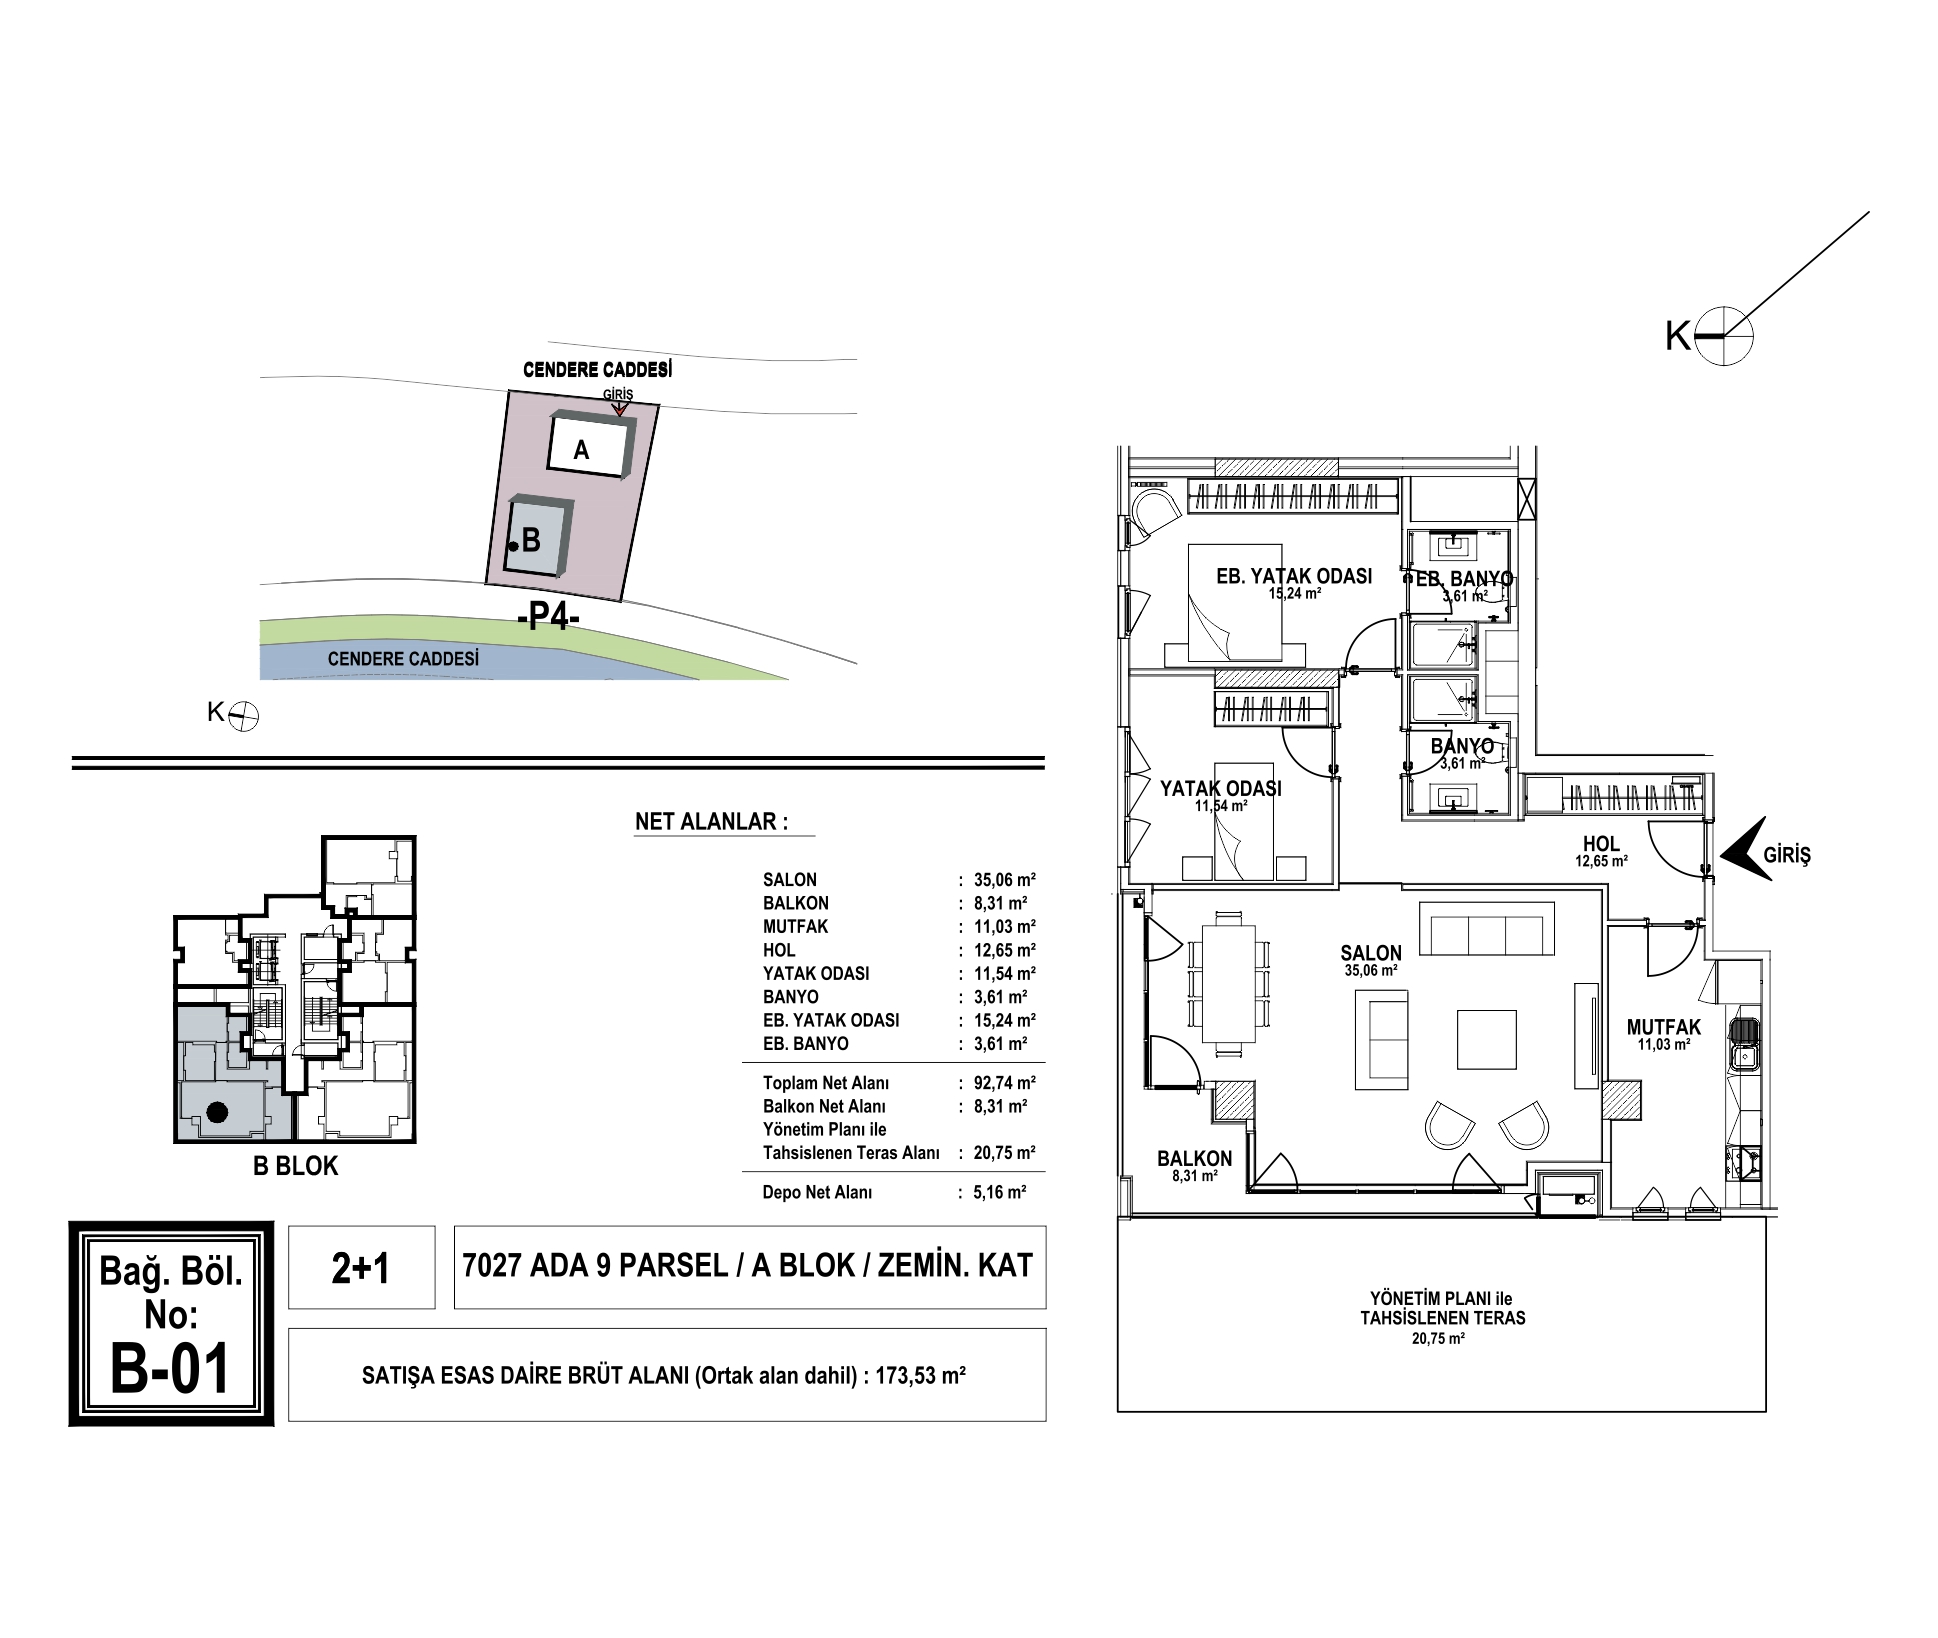 CENDERE CADDESİ
GİRİŞ
A
B
-P4-
CENDERE CADDESİ
K
NET ALANLAR :
SALON : 35,06 m²
BALKON : 8,31 m²
MUTFAK : 11,03 m²
HOL : 12,65 m²
YATAK ODASI : 11,54 m²
BANYO : 3,61 m²
EB. YATAK ODASI : 15,24 m²
EB. BANYO : 3,61 m²
Toplam Net Alanı : 92,74 m²
Balkon Net Alanı : 8,31 m²
Yönetim Planı ile
Tahsislenen Teras Alanı : 20,75 m²
Depo Net Alanı : 5,16 m²
B BLOK
Bağ. Böl.
No:
B-01
2+1
7027 ADA 9 PARSEL / A BLOK / ZEMİN. KAT
SATIŞA ESAS DAİRE BRÜT ALANI (Ortak alan dahil) : 173,53 m²
K
EB. YATAK ODASI
15,24 m²
EB. BANYO
3,61 m²
BANYO
3,61 m²
YATAK ODASI
11,54 m²
HOL
12,65 m²
GİRİŞ
SALON
35,06 m²
MUTFAK
11,03 m²
BALKON
8,31 m²
YÖNETİM PLANI ile
TAHSİSLENEN TERAS
20,75 m²